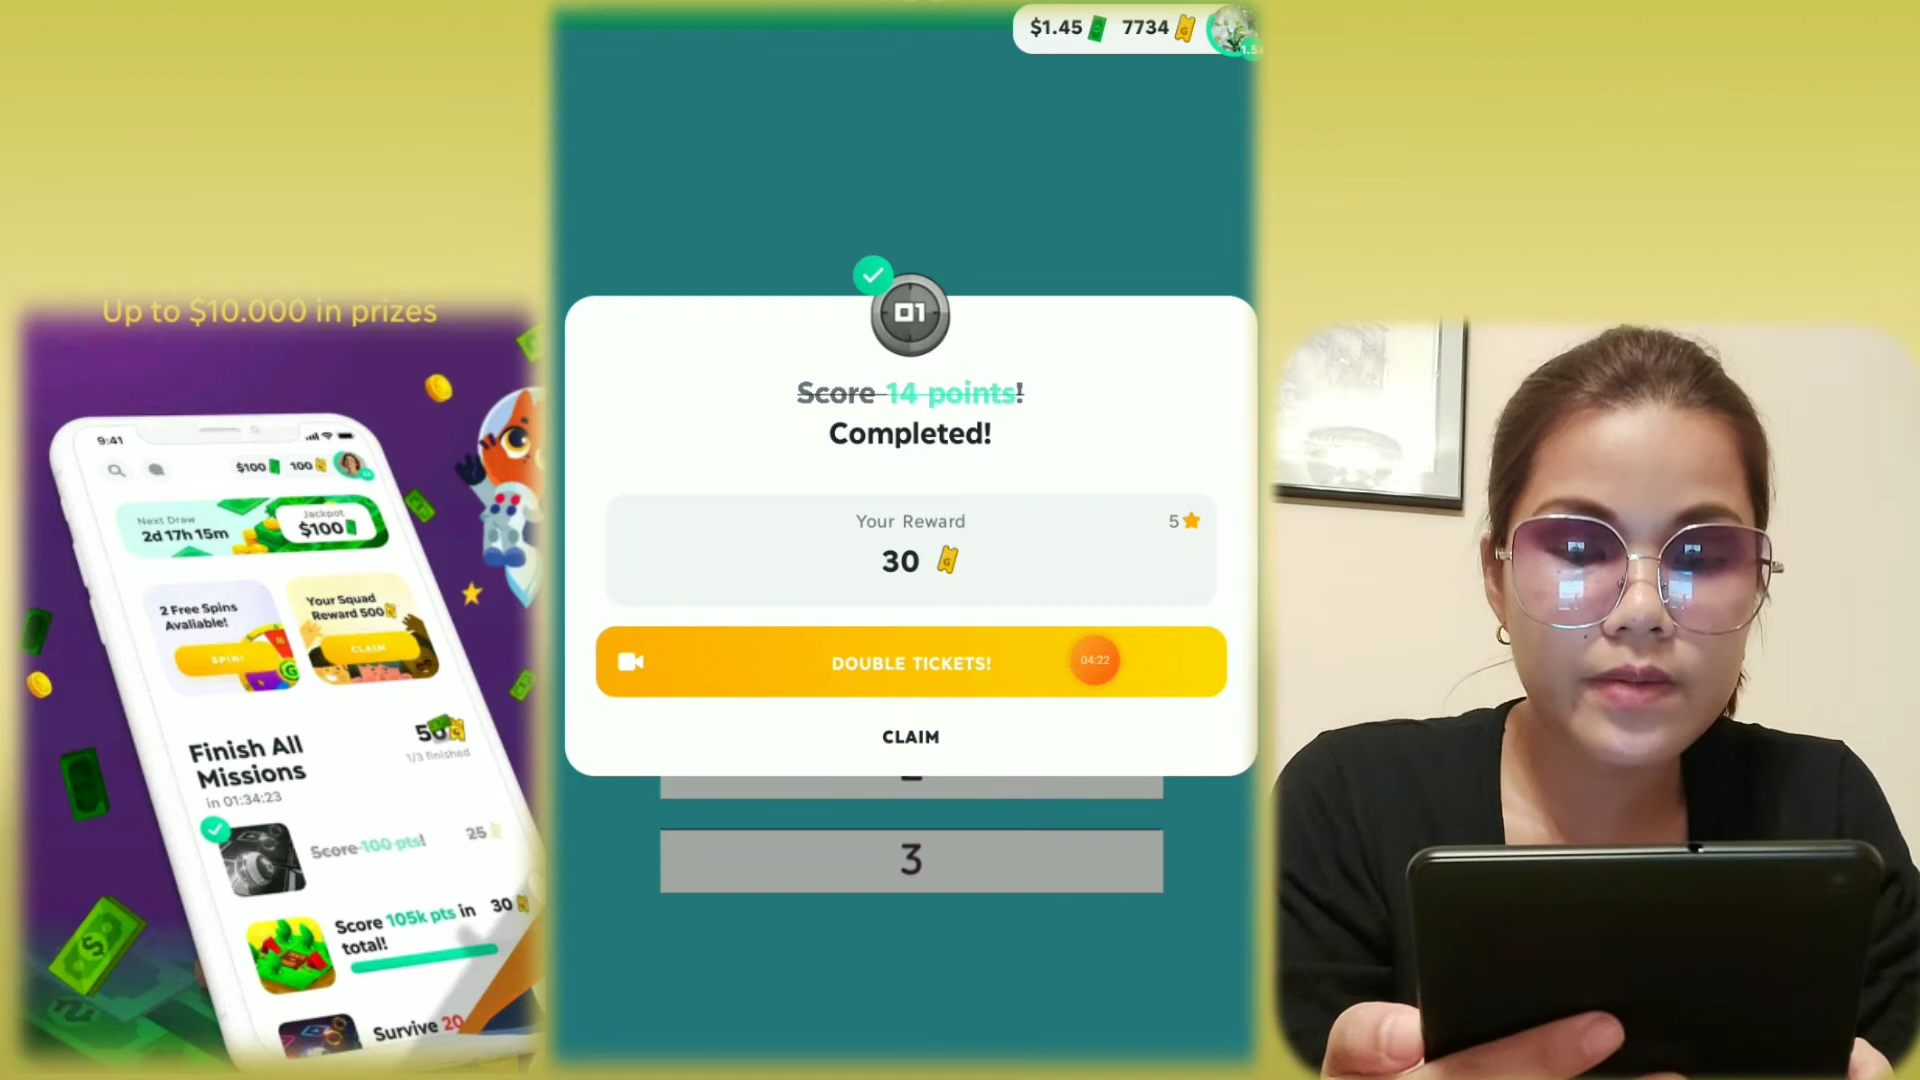 Up to $10.000 in prizes
9:41
$100 100
Next Draw
2d 17h 15m
Jackpot
$100
2 Free Spins
Avaliable!
SPIN!
Your Squad
Reward 500
CLAIM
Finish All
Missions
in 01:34:23
50
1/3 finished
Score 100 pts!
25
Score 105k pts in
total!
30
Survive 20
$1.45 7734
1.5
01
Score 14 points!
Completed!
Your Reward
5
30
DOUBLE TICKETS!
04:22
CLAIM
3